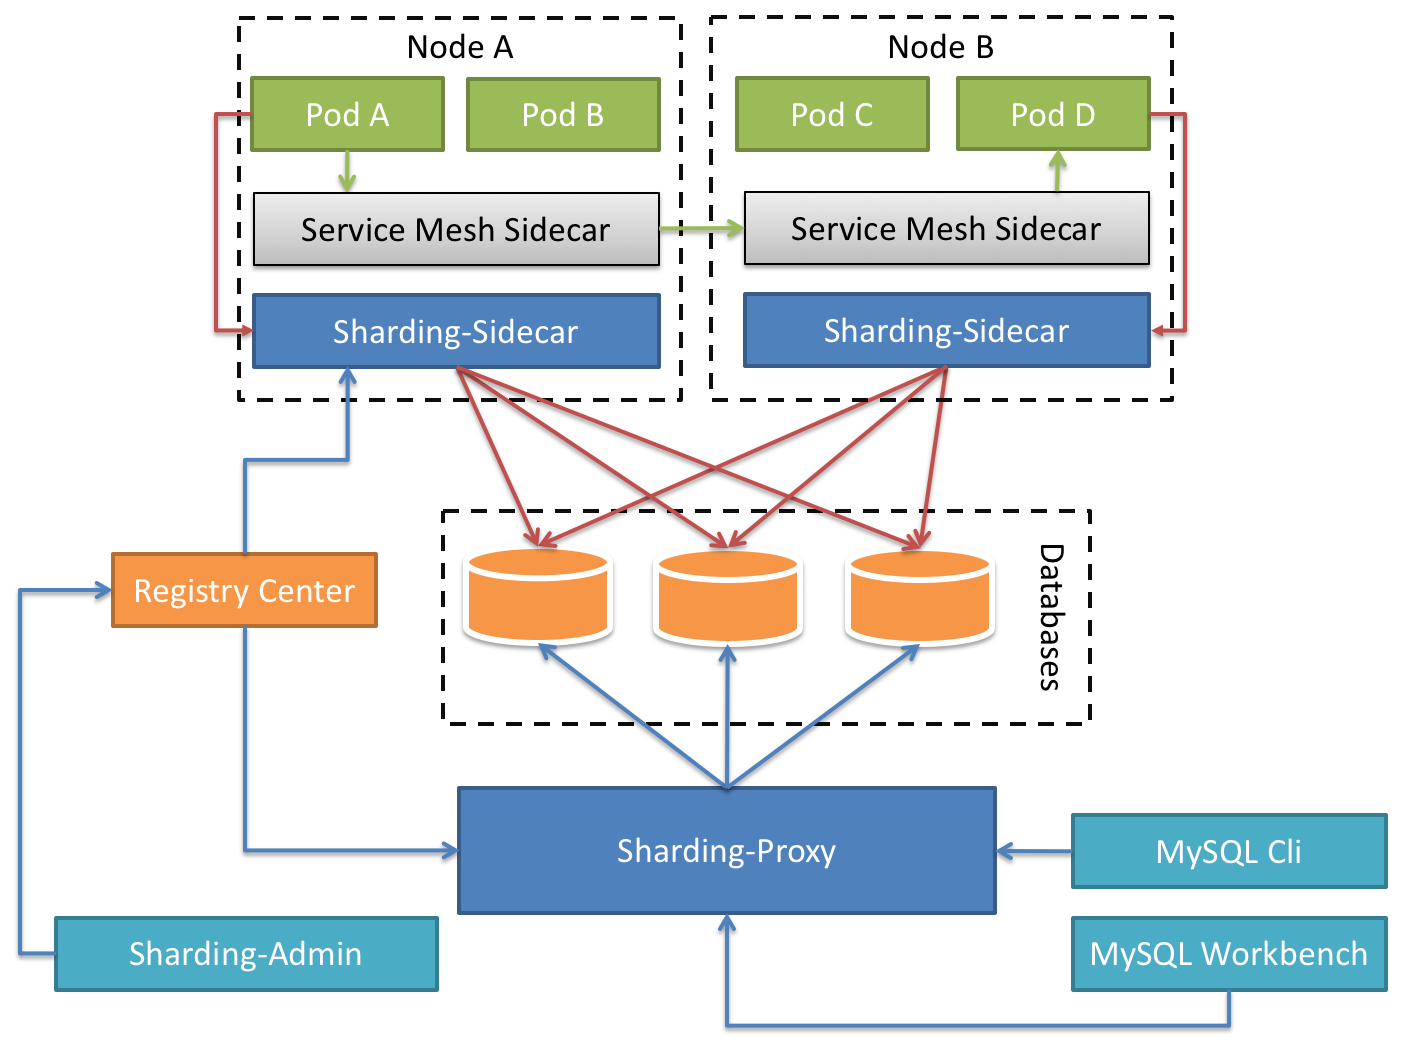 Node A
Node B
Pod A
Pod B
Pod C
Pod D
Service Mesh Sidecar
Service Mesh Sidecar
Sharding-Sidecar
Sharding-Sidecar
Databases
Registry Center
Sharding-Proxy
MySQL Cli
Sharding-Admin
MySQL Workbench